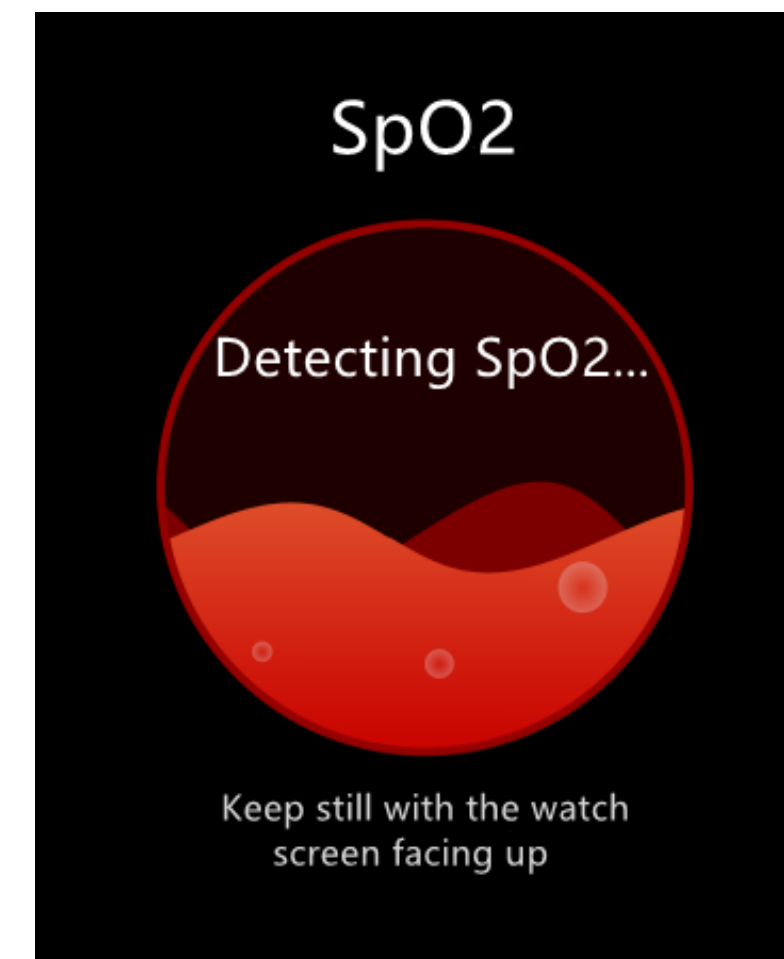 SpO2
Detecting SpO2...
Keep still with the watch
screen facing up